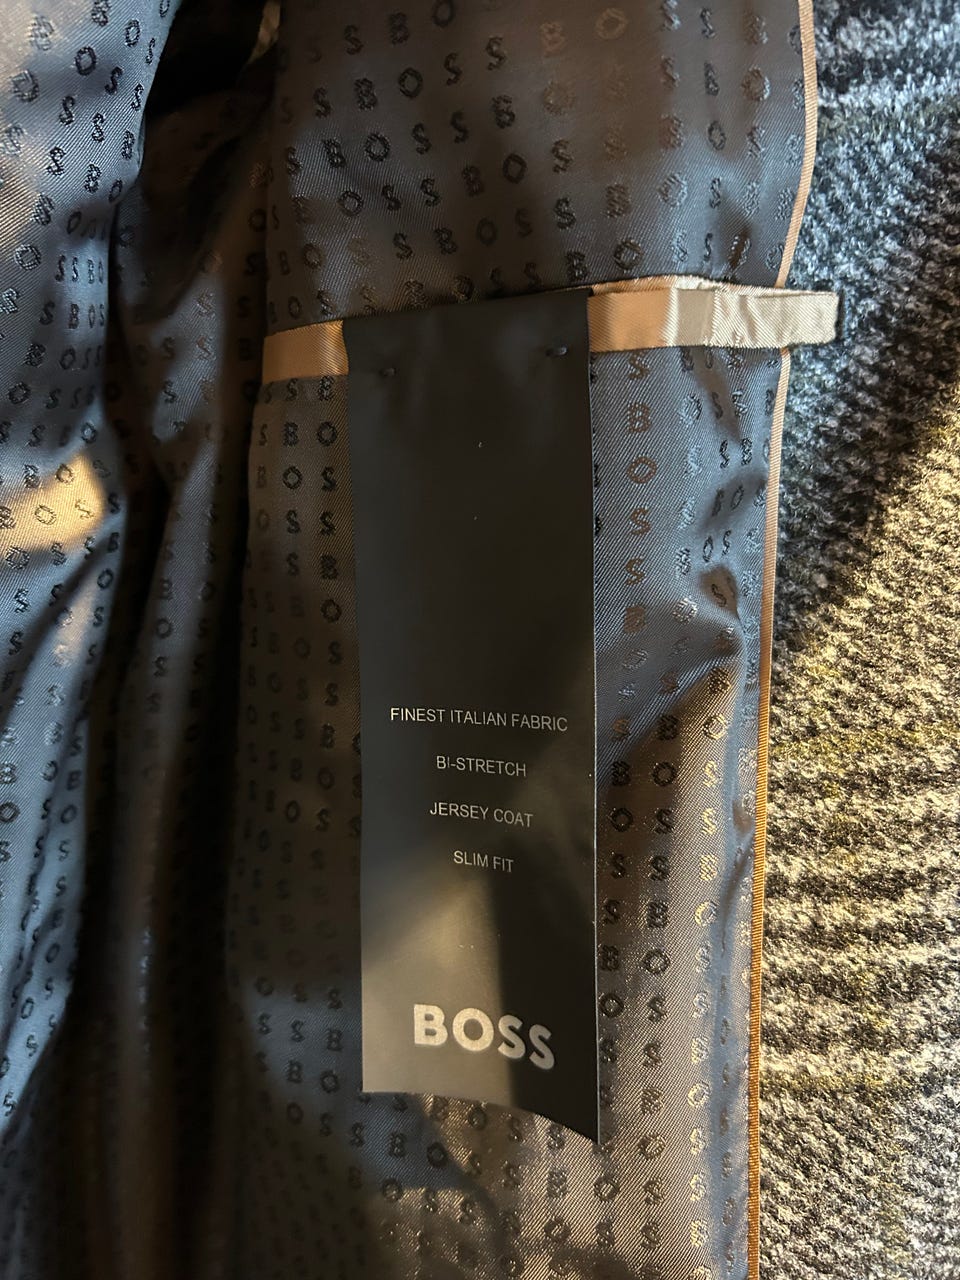 FINEST ITALIAN FABRIC
BI-STRETCH
JERSEY COAT
SLIM FIT
BOSS